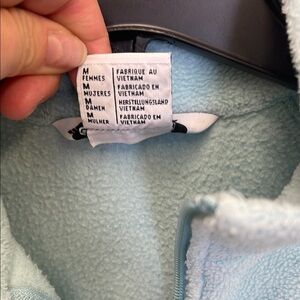 M FABRIQUE AU
FEMMES VIETNAM
M FABRICADO EN
MUJERES VIETNAM
M HERSTELLUNGSLAND
DAMEN VIETNAM
M FABRICADO EM
MULHER VIETNAM